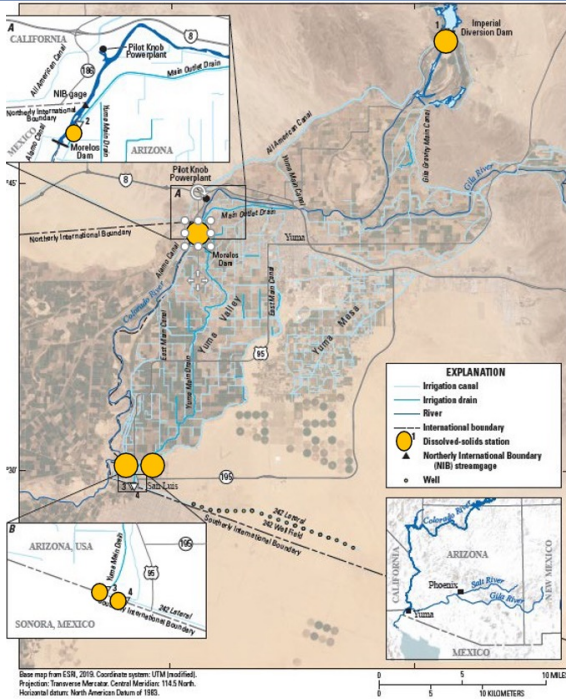 A
CALIFORNIA
8
Pilot Knob
Powerplant
All American Canal
186
Main Outlet Drain
NIB gage
Northerly International
Boundary
2
Yuma Main Drain
MEXICO
Alamo Canal
Morelos
Dam
ARIZONA
1
Imperial
Diversion Dam
All American Canal
Gila Gravity Main Canal
Yuma Main Canal
Gila River
45'
8
Pilot Knob
Powerplant
A
Main Outlet Drain
Northerly International Boundary
Yuma
Alamo Canal
Morelos
Dam
Colorado River
East Main Canal
East Main Canal
Yuma Valley
Yuma Mesa
Yuma Main Drain
95
EXPLANATION
Irrigation canal
Irrigation drain
River
International boundary
1
Dissolved-solids station
Northerly International Boundary
(NIB) streamgage
Well
30'
195
3
4
San Luis
242 Lateral
242 Well Field
Southerly International Boundary
B
ARIZONA, USA
Yuma Main Drain
195
95
3
4
242 Lateral
Southerly International Boundary
SONORA, MEXICO
Colorado River
CALIFORNIA
ARIZONA
NEW MEXICO
Phoenix
Salt River
Gila River
Yuma
MEXICO
Base map from ESRI, 2019. Coordinate system: UTM (modified).
Projection: Transverse Mercator. Central Meridian: 114.5 North.
Horizontal datum: North American Datum of 1983.
0 5 10 MILES
0 5 10 KILOMETERS